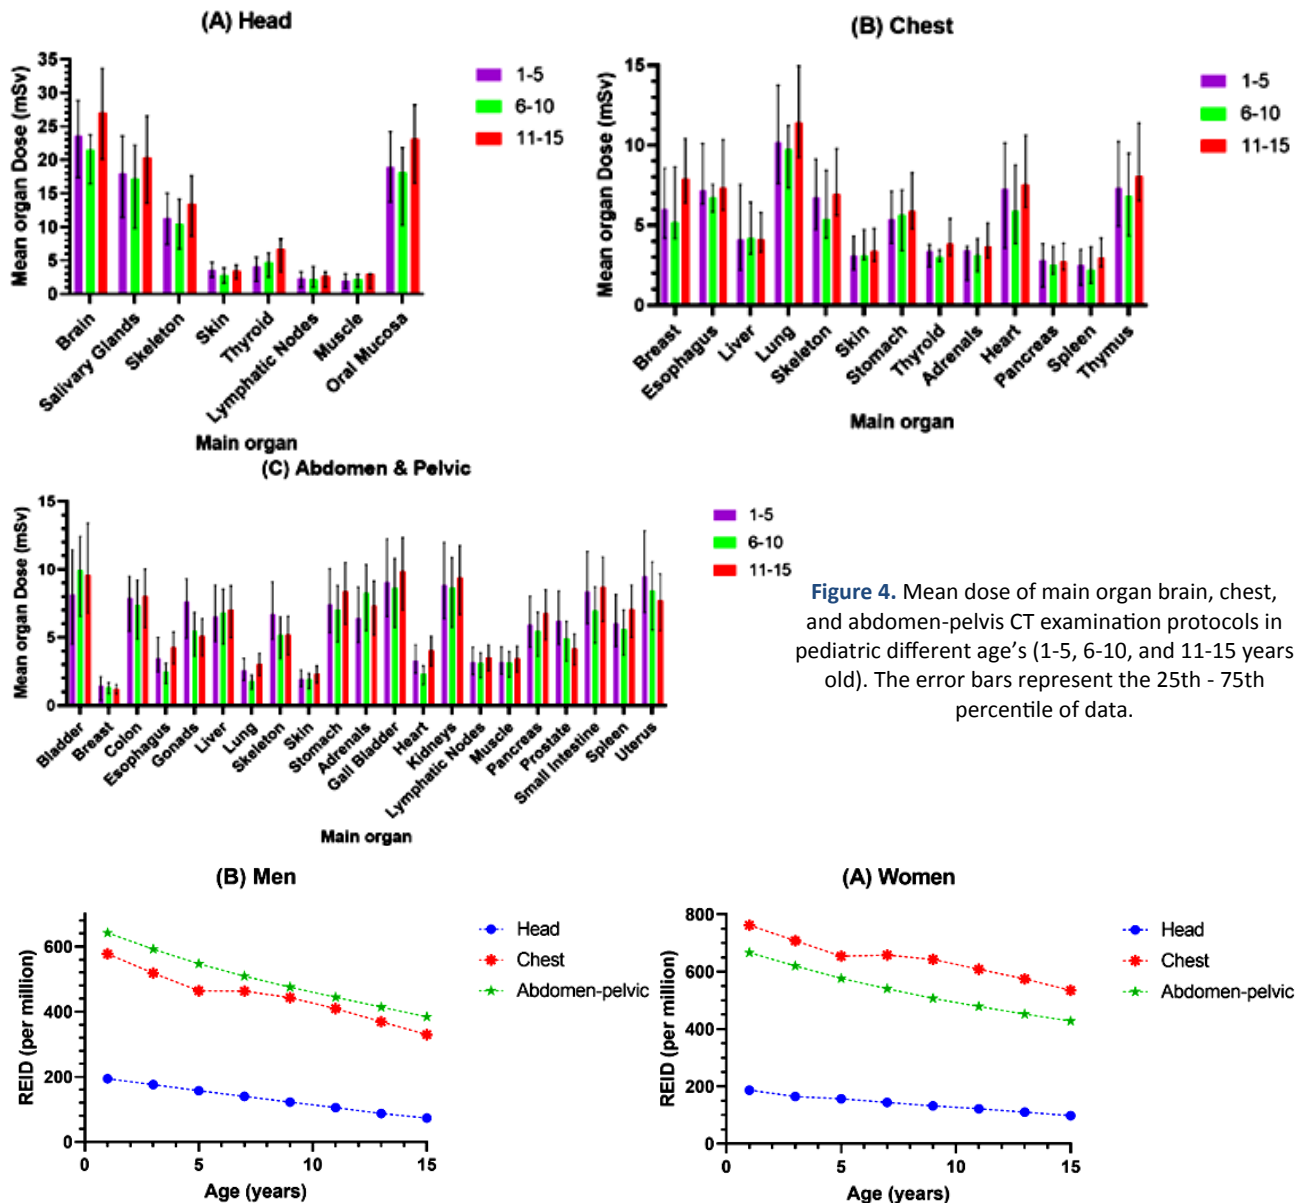 (A) Head
Mean organ Dose (mSv)
35
30
25
20
15
10
5
0
1-5
6-10
11-15
Brain
Salivary Glands
Skeleton
Skin
Thyroid
Lymphatic Nodes
Muscle
Oral Mucosa
Main organ
(B) Chest
Mean organ Dose (mSv)
15
10
5
0
1-5
6-10
11-15
Breast
Esophagus
Liver
Lung
Skeleton
Skin
Stomach
Thyroid
Adrenals
Heart
Pancreas
Spleen
Thymus
Main organ
(C) Abdomen & Pelvic
Mean organ Dose (mSv)
15
10
5
0
1-5
6-10
11-15
Bladder
Breast
Colon
Esophagus
Gonads
Liver
Lung
Skeleton
Skin
Stomach
Adrenals
Gall Bladder
Heart
Kidneys
Lymphatic Nodes
Muscle
Pancreas
Prostate
Small Intestine
Spleen
Uterus
Main organ
Figure 4. Mean dose of main organ brain, chest,
and abdomen-pelvis CT examination protocols in
pediatric different age's (1-5, 6-10, and 11-15 years
old). The error bars represent the 25th - 75th
percentile of data.
(B) Men
REID (per million)
600
400
200
0
0
5
10
15
Age (years)
Head
Chest
Abdomen-pelvic
(A) Women
REID (per million)
800
600
400
200
0
0
5
10
15
Age (years)
Head
Chest
Abdomen-pelvic